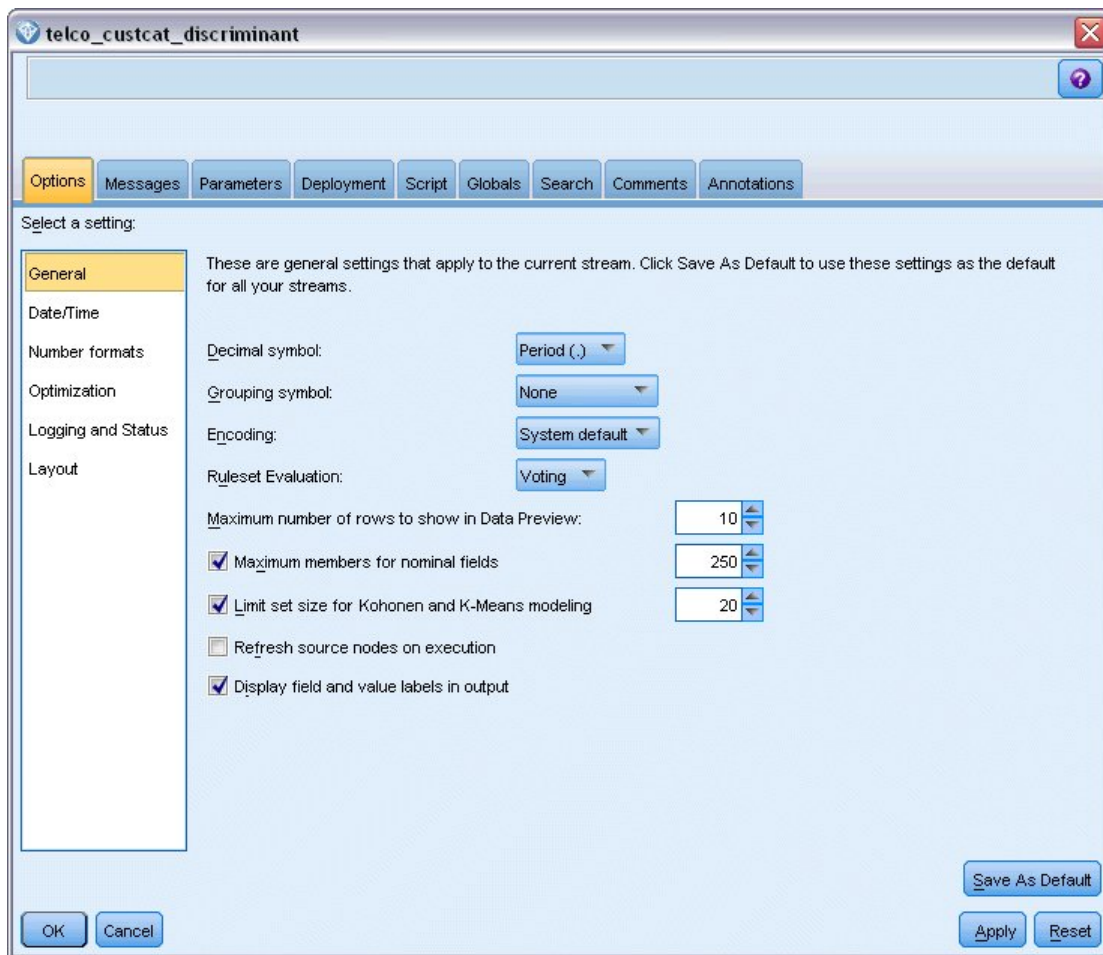 telco_custcat_discriminant
?
Options Messages Parameters Deployment Script Globals Search Comments Annotations
Select a setting:
General
Date/Time
Number formats
Optimization
Logging and Status
Layout
These are general settings that apply to the current stream. Click Save As Default to use these settings as the default
for all your streams.
Decimal symbol: Period (.)
Grouping symbol: None
Encoding: System default
Ruleset Evaluation: Voting
Maximum number of rows to show in Data Preview: 10
Maximum members for nominal fields 250
Limit set size for Kohonen and K-Means modeling 20
Refresh source nodes on execution
Display field and value labels in output
Save As Default
OK Cancel Apply Reset